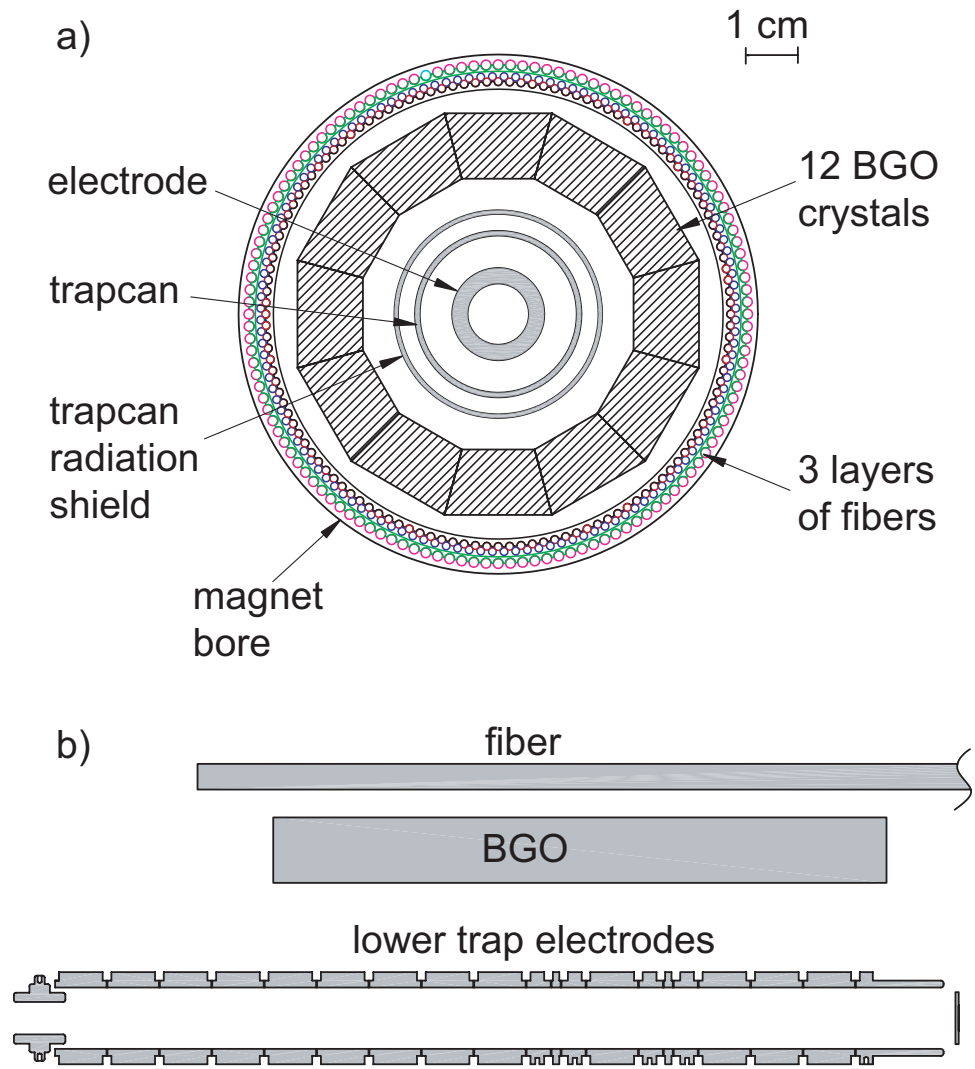 a)
1 cm
electrode
12 BGO
crystals
trapcan
trapcan
radiation
shield
3 layers
of fibers
magnet
bore
b)
fiber
BGO
lower trap electrodes